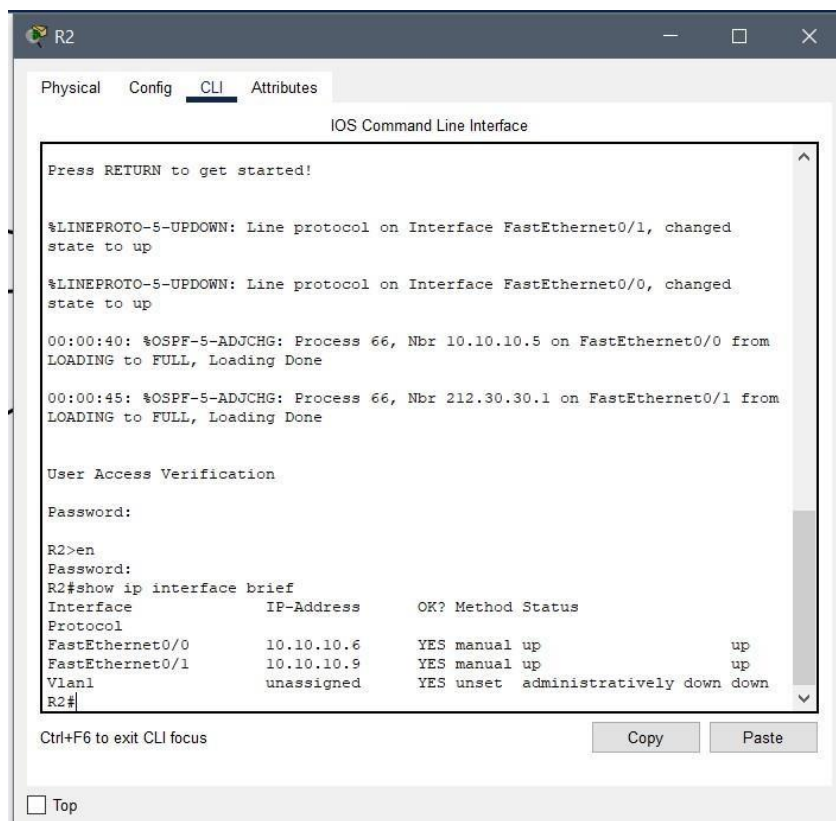 R2
Physical Config CLI Attributes
IOS Command Line Interface
Press RETURN to get started!
%LINEPROTO-5-UPDOWN: Line protocol on Interface FastEthernet0/1, changed
state to up
%LINEPROTO-5-UPDOWN: Line protocol on Interface FastEthernet0/0, changed
state to up
00:00:40: %OSPF-5-ADJCHG: Process 66, Nbr 10.10.10.5 on FastEthernet0/0 from
LOADING to FULL, Loading Done
00:00:45: %OSPF-5-ADJCHG: Process 66, Nbr 212.30.30.1 on FastEthernet0/1 from
LOADING to FULL, Loading Done
User Access Verification
Password:
R2>en
Password:
R2#show ip interface brief
Interface IP-Address OK? Method Status
Protocol
FastEthernet0/0 10.10.10.6 YES manual up up
FastEthernet0/1 10.10.10.9 YES manual up up
Vlan1 unassigned YES unset administratively down down
R2#
Ctrl+F6 to exit CLI focus
Copy Paste
Top